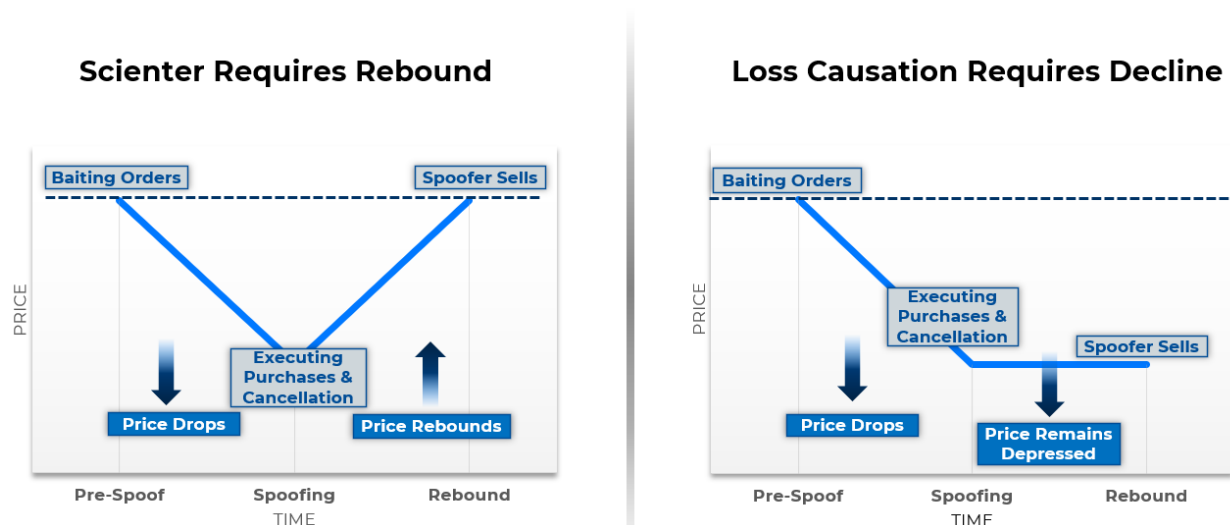 Scienter Requires Rebound
Baiting Orders
Spoofer Sells
PRICE
Executing
Purchases &
Cancellation
Price Drops
Price Rebounds
Pre-Spoof
Spoofing
Rebound
TIME
Loss Causation Requires Decline
Baiting Orders
PRICE
Executing
Purchases &
Cancellation
Spoofer Sells
Price Drops
Price Remains
Depressed
Pre-Spoof
Spoofing
Rebound
TIME